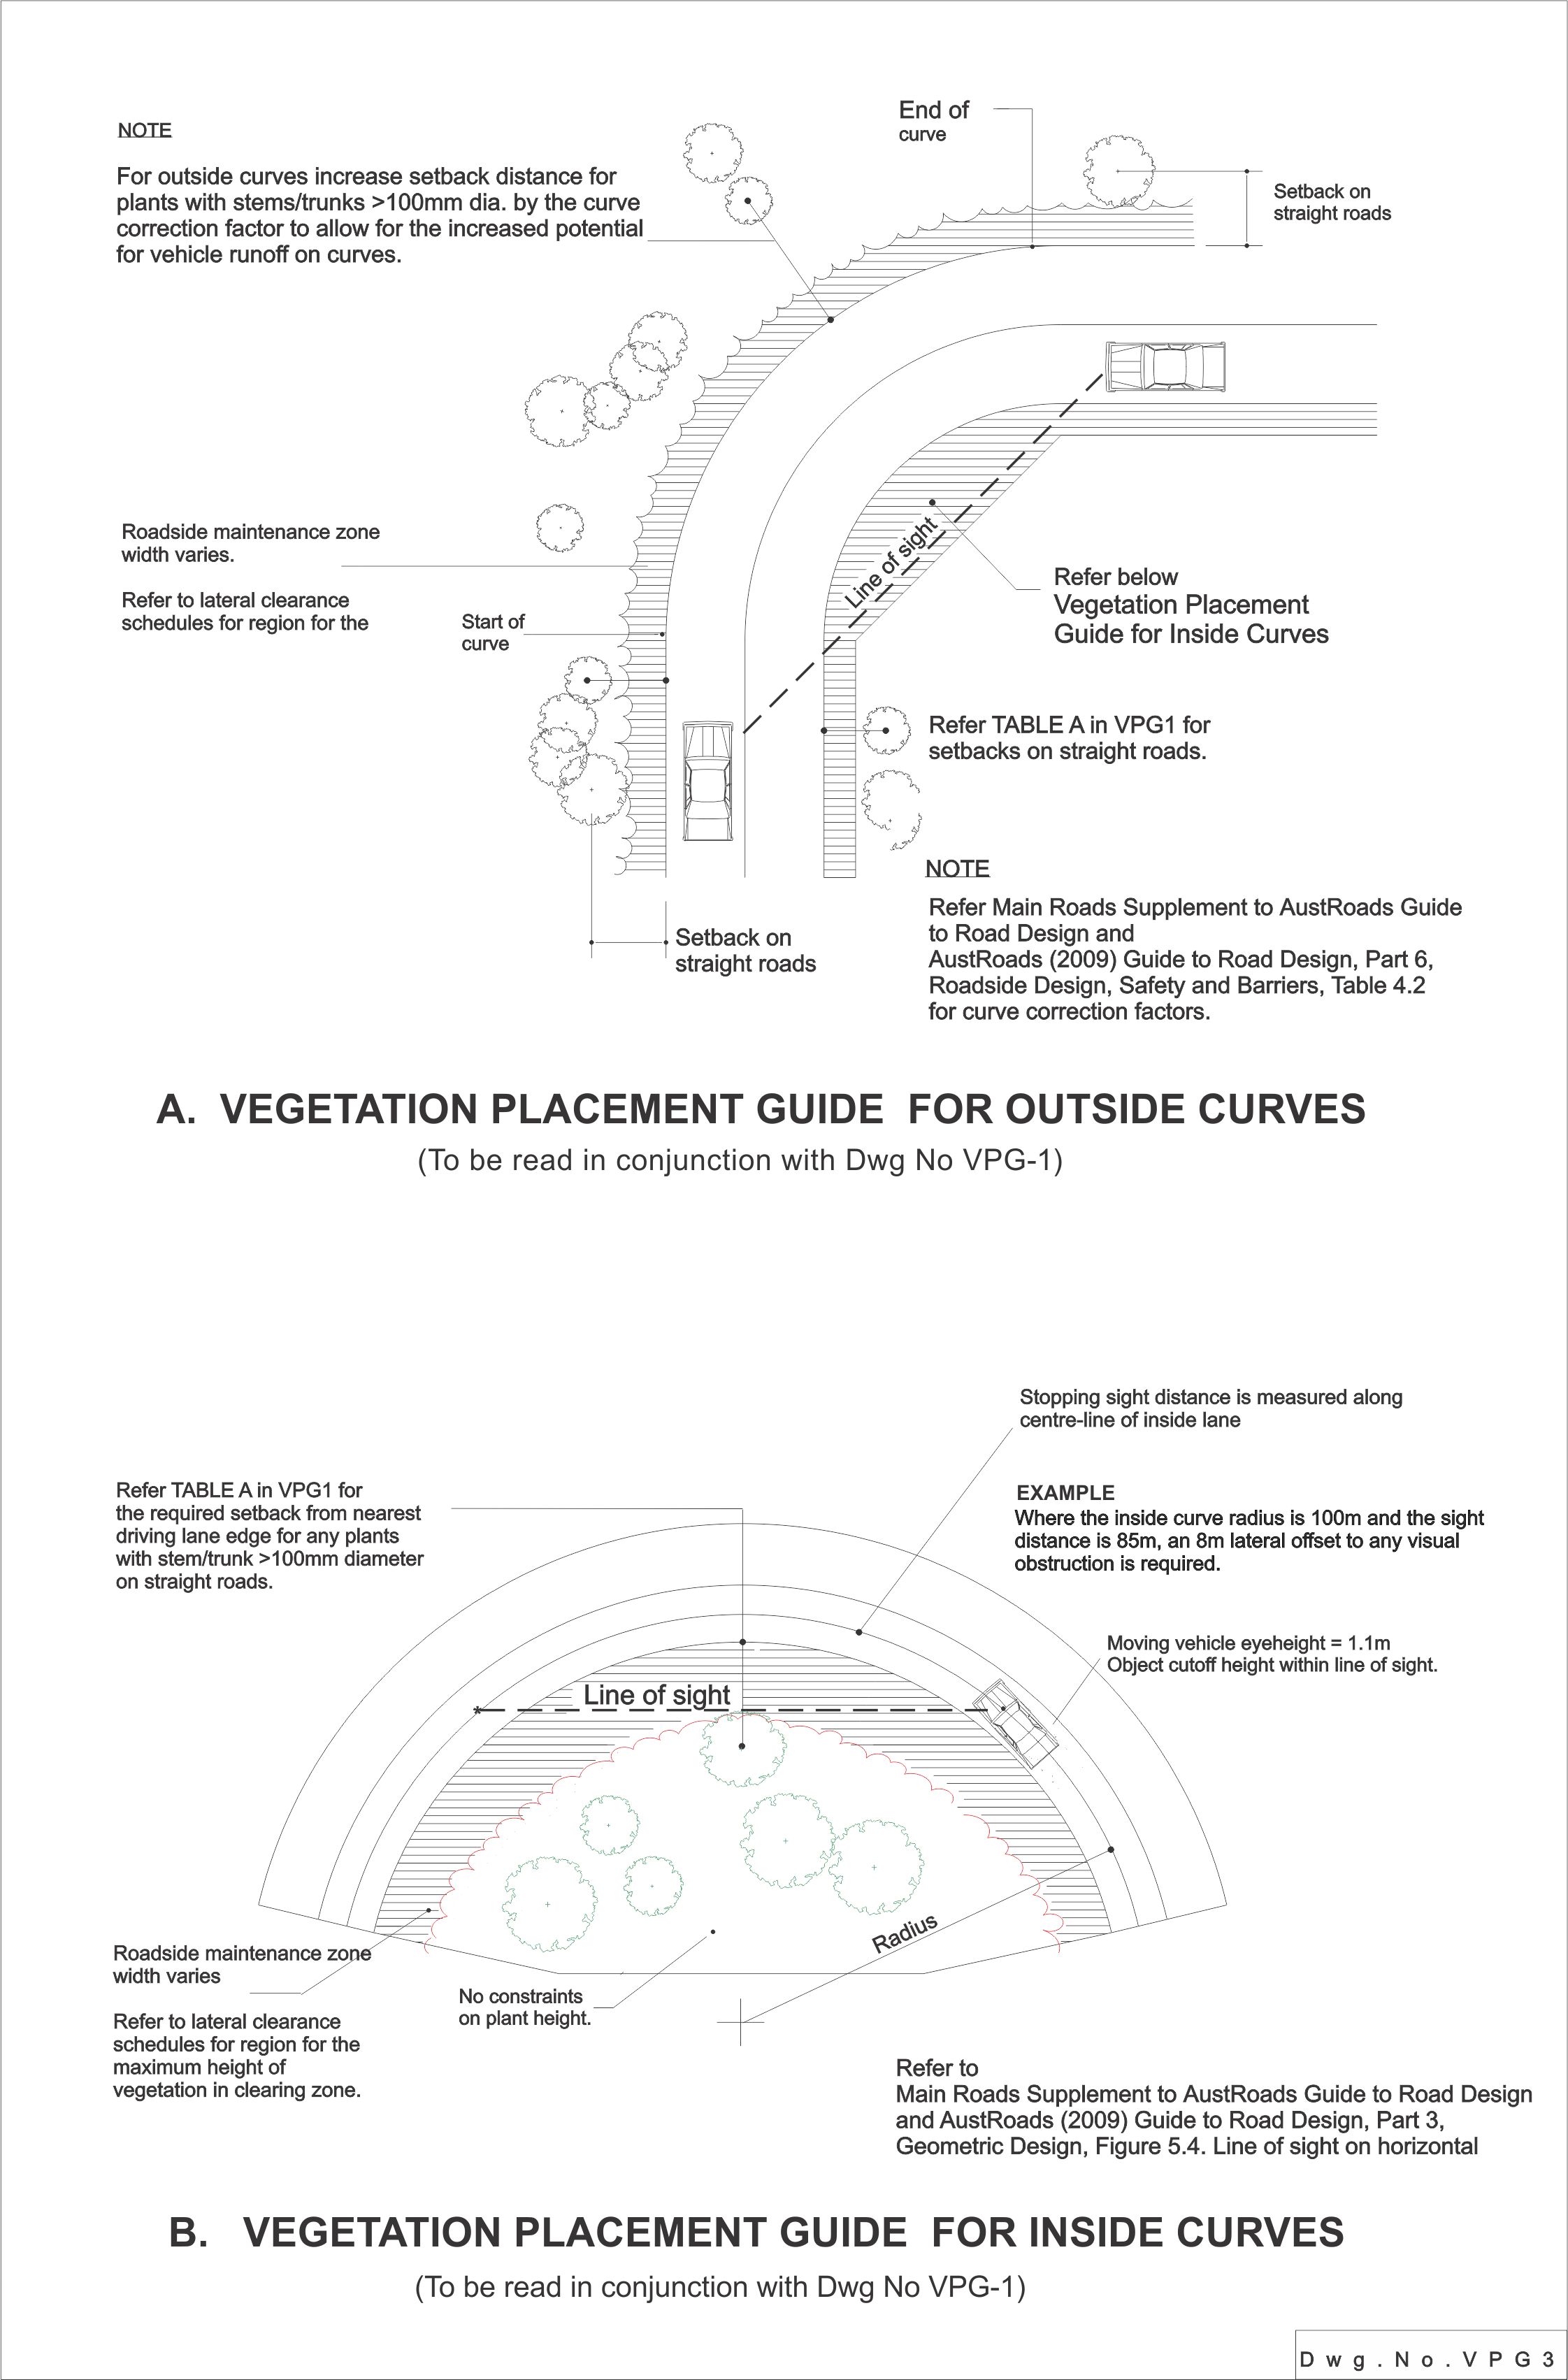 NOTE
For outside curves increase setback distance for
plants with stems/trunks >100mm dia. by the curve
correction factor to allow for the increased potential
for vehicle runoff on curves.
End of
curve
Setback on
straight roads
Roadside maintenance zone
width varies.
Refer to lateral clearance
schedules for region for the
Start of
curve
Line of sight
Refer below
Vegetation Placement
Guide for Inside Curves
Refer TABLE A in VPG1 for
setbacks on straight roads.
NOTE
Refer Main Roads Supplement to AustRoads Guide
to Road Design and
AustRoads (2009) Guide to Road Design, Part 6,
Roadside Design, Safety and Barriers, Table 4.2
for curve correction factors.
Setback on
straight roads
A. VEGETATION PLACEMENT GUIDE FOR OUTSIDE CURVES
(To be read in conjunction with Dwg No VPG-1)
Stopping sight distance is measured along
centre-line of inside lane
Refer TABLE A in VPG1 for
the required setback from nearest
driving lane edge for any plants
with stem/trunk >100mm diameter
on straight roads.
EXAMPLE
Where the inside curve radius is 100m and the sight
distance is 85m, an 8m lateral offset to any visual
obstruction is required.
Moving vehicle eyeheight = 1.1m
Object cutoff height within line of sight.
Line of sight
Radius
Roadside maintenance zone
width varies
Refer to lateral clearance
schedules for region for the
maximum height of
vegetation in clearing zone.
No constraints
on plant height.
Refer to
Main Roads Supplement to AustRoads Guide to Road Design
and AustRoads (2009) Guide to Road Design, Part 3,
Geometric Design, Figure 5.4. Line of sight on horizontal
B. VEGETATION PLACEMENT GUIDE FOR INSIDE CURVES
(To be read in conjunction with Dwg No VPG-1)
Dwg.No.VPG3